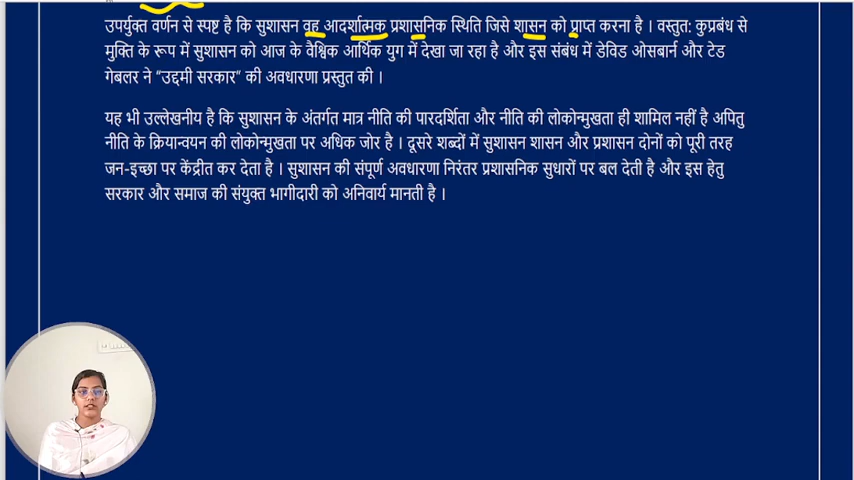 उपर्युक्त वर्णन से स्पष्ट है कि सुशासन वह आदर्शात्मक प्रशासनिक स्थिति जिसे शासन को प्राप्त करना है । वस्तुत: कुप्रबंध से
मुक्ति के रूप में सुशासन को आज के वैश्विक आर्थिक युग में देखा जा रहा है और इस संबंध में डेविड ओसबार्न और टेड
गेबलर ने “उद्दमी सरकार“ की अवधारणा प्रस्तुत की ।
यह भी उल्लेखनीय है कि सुशासन के अंतर्गत मात्र नीति की पारदर्शिता और नीति की लोकोन्मुखता ही शामिल नहीं है अपितु
नीति के क्रियान्वयन की लोकोन्मुखता पर अधिक जोर है । दूसरे शब्दों में सुशासन शासन और प्रशासन दोनों को पूरी तरह
जन-इच्छा पर केंद्रीत कर देता है । सुशासन की संपूर्ण अवधारणा निरंतर प्रशासनिक सुधारों पर बल देती है और इस हेतु
सरकार और समाज की संयुक्त भागीदारी को अनिवार्य मानती है ।